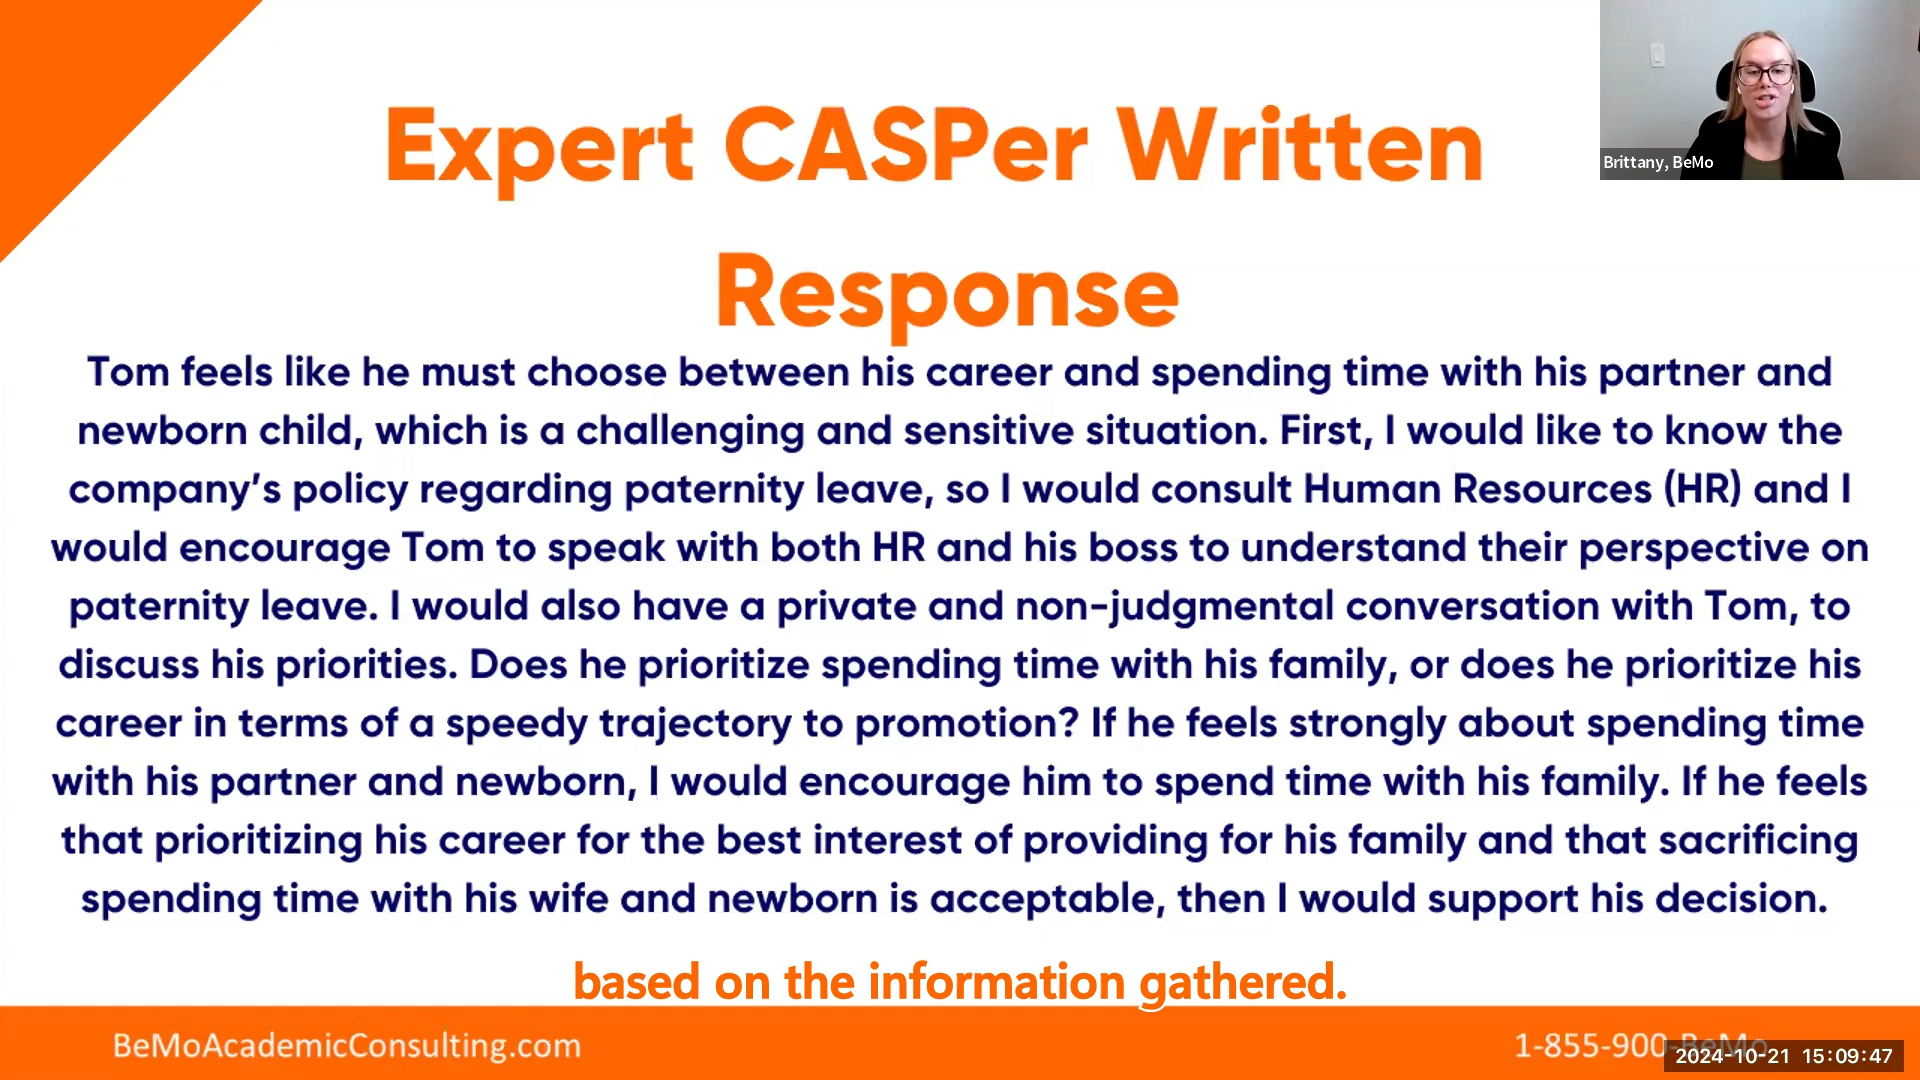 Expert CASPer Written
Response
Brittany, BeMo
Tom feels like he must choose between his career and spending time with his partner and
newborn child, which is a challenging and sensitive situation. First, I would like to know the
company’s policy regarding paternity leave, so I would consult Human Resources (HR) and I
would encourage Tom to speak with both HR and his boss to understand their perspective on
paternity leave. I would also have a private and non-judgmental conversation with Tom, to
discuss his priorities. Does he prioritize spending time with his family, or does he prioritize his
career in terms of a speedy trajectory to promotion? If he feels strongly about spending time
with his partner and newborn, I would encourage him to spend time with his family. If he feels
that prioritizing his career for the best interest of providing for his family and that sacrificing
spending time with his wife and newborn is acceptable, then I would support his decision.
based on the information gathered.
BeMoAcademicConsulting.com
1-855-900-BeMo
2024-10-21 15:09:47